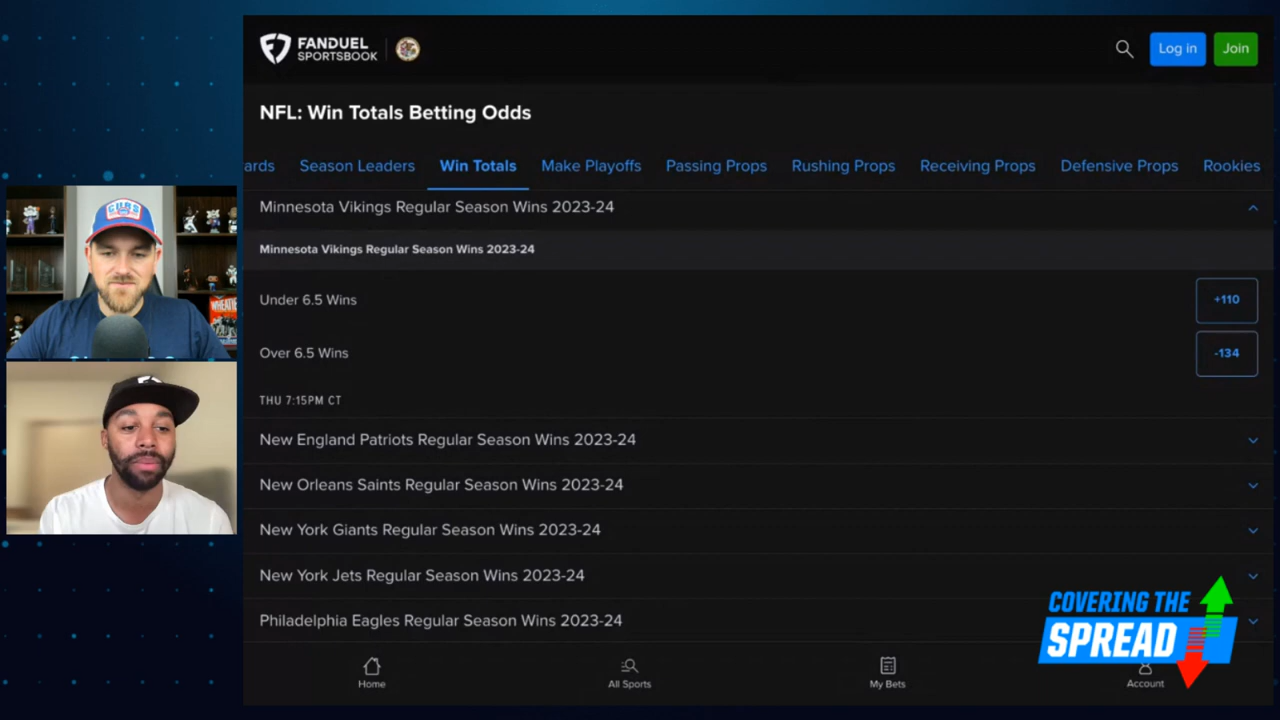 FANDUEL
SPORTSBOOK
Log in
Join
NFL: Win Totals Betting Odds
ards
Season Leaders
Win Totals
Make Playoffs
Passing Props
Rushing Props
Receiving Props
Defensive Props
Rookies
Minnesota Vikings Regular Season Wins 2023-24
Minnesota Vikings Regular Season Wins 2023-24
Under 6.5 Wins
+110
Over 6.5 Wins
-134
THU 7:15PM CT
New England Patriots Regular Season Wins 2023-24
New Orleans Saints Regular Season Wins 2023-24
New York Giants Regular Season Wins 2023-24
New York Jets Regular Season Wins 2023-24
Philadelphia Eagles Regular Season Wins 2023-24
Home
All Sports
My Bets
Account
COVERING THE
SPREAD
CUBS
WHEATIES